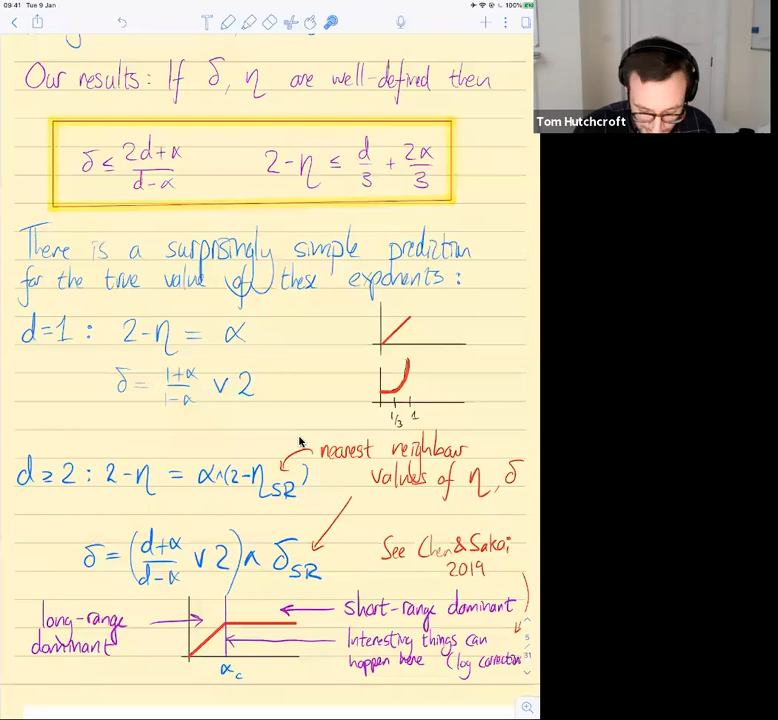 09:41 Tue 9 Jan
100%
Our results: If δ, η are well-defined then
δ ≤ 2d+α/d-α 2-η ≤ d/3 + 2α/3
There is a surprisingly simple prediction
for the true value of these exponents:
d=1: 2-η = α
δ = 1+α/1-α ∨ 2
1/3 1
nearest neighbour
d≥2: 2-η = α∧(2-η_SR) values of η, δ
δ = (d+α/d-α ∨ 2) ∧ δ_SR
See Chen & Sakai
2019
long-range
dominant
short-range dominant
Interesting things can
happen here (log correction
α_c
5
31
Tom Hutchcroft